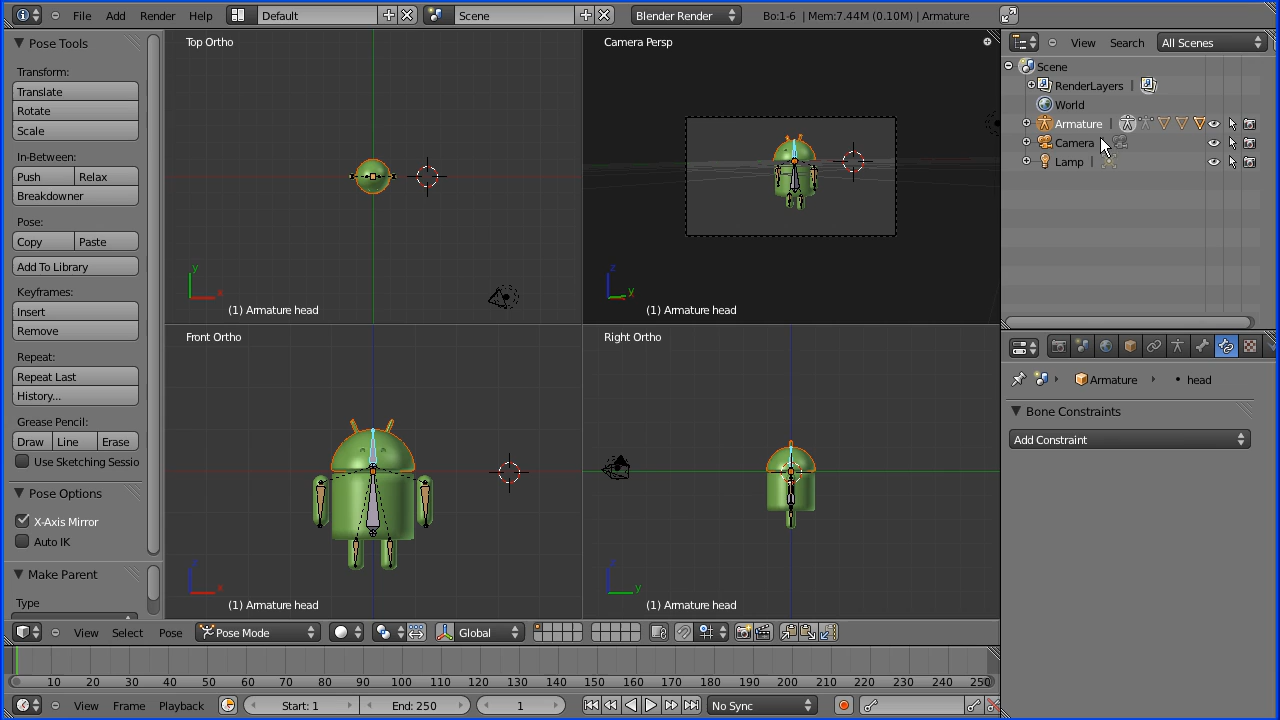 File Add Render Help Default Scene Blender Render Bo:1-6 | Mem:7.44M (0.10M) | Armature
Pose Tools
Transform:
Translate
Rotate
Scale
In-Between:
Push Relax
Breakdowner
Pose:
Copy Paste
Add To Library
Keyframes:
Insert
Remove
Repeat:
Repeat Last
History...
Grease Pencil:
Draw Line Erase
Use Sketching Sessio
Pose Options
X-Axis Mirror
Auto IK
Make Parent
Type
Top Ortho
y
x
(1) Armature head
Camera Persp
z
y
(1) Armature head
Front Ortho
z
x
(1) Armature head
Right Ortho
z
y
(1) Armature head
View Search All Scenes
Scene
RenderLayers |
World
Armature |
Camera
Lamp |
Armature head
Bone Constraints
Add Constraint
View Select Pose Pose Mode Global
10 20 30 40 50 60 70 80 90 100 110 120 130 140 150 160 170 180 190 200 210 220 230 240 250
View Frame Playback Start: 1 End: 250 1 No Sync